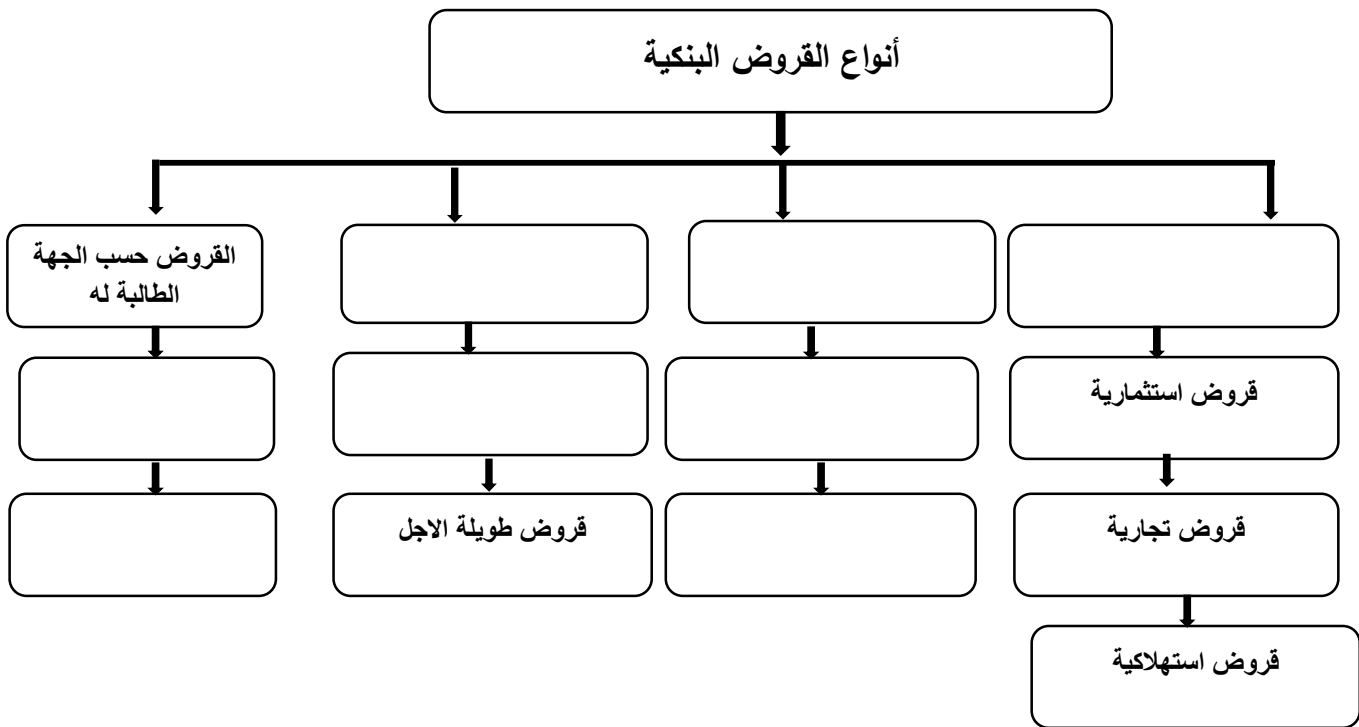 أنواع القروض البنكية
القروض حسب الجهة
الطالبة له
قروض استثمارية
قروض طويلة الاجل
قروض تجارية
قروض استهلاكية